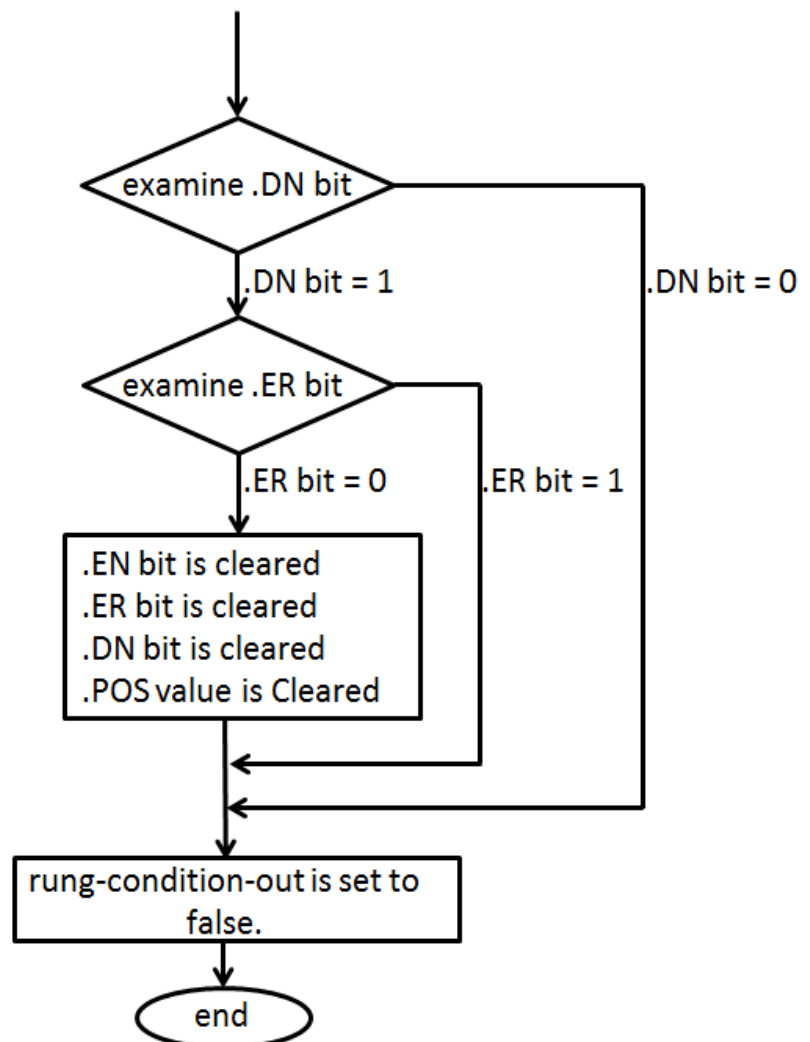 examine .DN bit
.DN bit = 1
.DN bit = 0
examine .ER bit
.ER bit = 0
.ER bit = 1
.EN bit is cleared
.ER bit is cleared
.DN bit is cleared
.POS value is Cleared
rung-condition-out is set to
false.
end